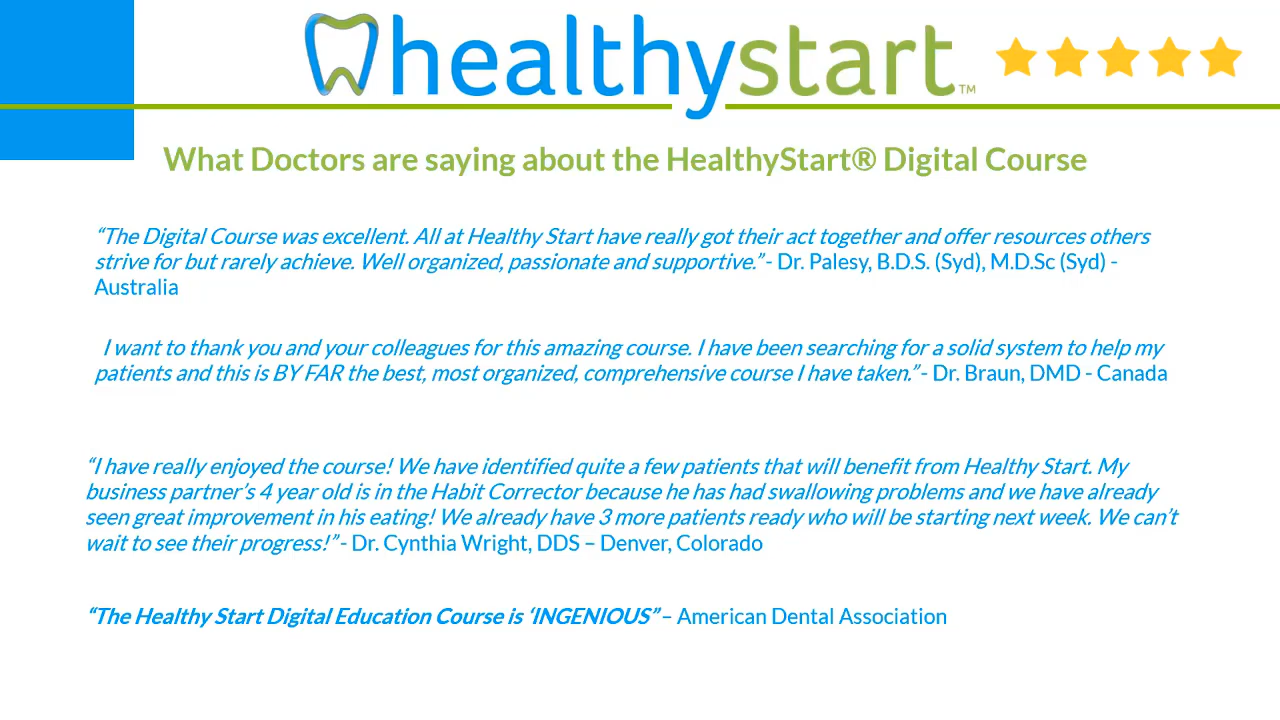 healthystart™
What Doctors are saying about the HealthyStart® Digital Course
“The Digital Course was excellent. All at Healthy Start have really got their act together and offer resources others
strive for but rarely achieve. Well organized, passionate and supportive.” - Dr. Palesy, B.D.S. (Syd), M.D.Sc (Syd) -
Australia
I want to thank you and your colleagues for this amazing course. I have been searching for a solid system to help my
patients and this is BY FAR the best, most organized, comprehensive course I have taken.” - Dr. Braun, DMD - Canada
“I have really enjoyed the course! We have identified quite a few patients that will benefit from Healthy Start. My
business partner’s 4 year old is in the Habit Corrector because he has had swallowing problems and we have already
seen great improvement in his eating! We already have 3 more patients ready who will be starting next week. We can’t
wait to see their progress!” - Dr. Cynthia Wright, DDS – Denver, Colorado
“The Healthy Start Digital Education Course is ‘INGENIOUS” – American Dental Association